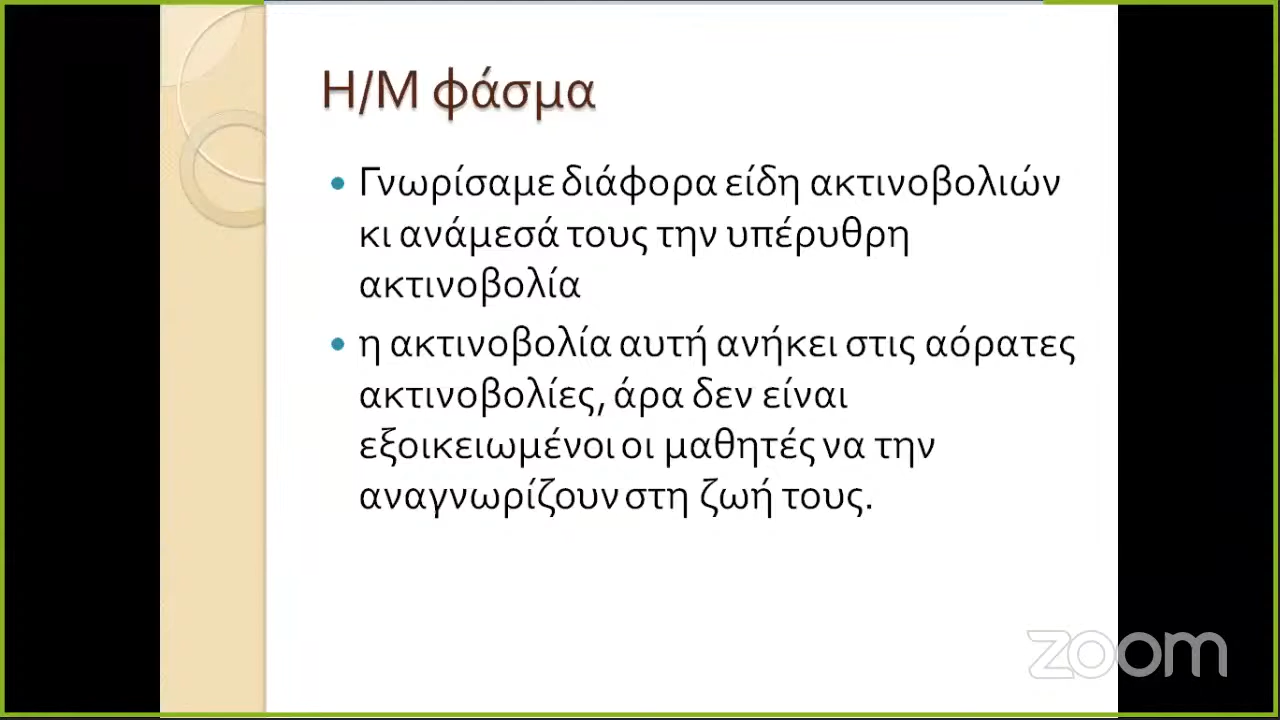 Η/Μ φάσμα
• Γνωρίσαμε διάφορα είδη ακτινοβολιών
κι ανάμεσά τους την υπέρυθρη
ακτινοβολία
• η ακτινοβολία αυτή ανήκει στις αόρατες
ακτινοβολίες, άρα δεν είναι
εξοικειωμένοι οι μαθητές να την
αναγνωρίζουν στη ζωή τους.
zoom